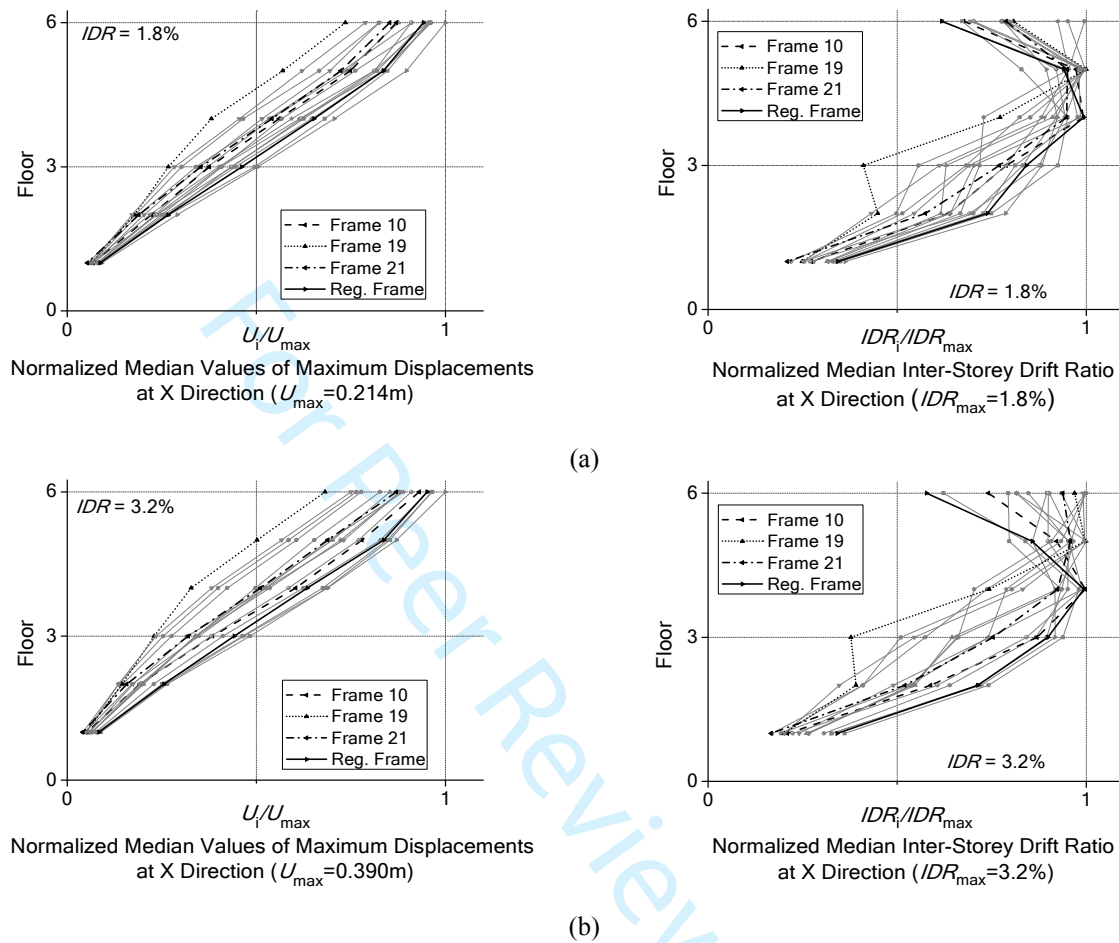 6
IDR = 1.8%
3
Floor
Frame 10
Frame 19
Frame 21
Reg. Frame
0
0
1
Ui/Umax
Normalized Median Values of Maximum Displacements
at X Direction (Umax=0.214m)
6
Frame 10
Frame 19
Frame 21
Reg. Frame
3
Floor
IDR = 1.8%
0
0
1
IDRi/IDRmax
Normalized Median Inter-Storey Drift Ratio
at X Direction (IDRmax=1.8%)
(a)
6
IDR = 3.2%
3
Floor
Frame 10
Frame 19
Frame 21
Reg. Frame
0
0
1
Ui/Umax
Normalized Median Values of Maximum Displacements
at X Direction (Umax=0.390m)
6
Frame 10
Frame 19
Frame 21
Reg. Frame
3
Floor
IDR = 3.2%
0
0
1
IDRi/IDRmax
Normalized Median Inter-Storey Drift Ratio
at X Direction (IDRmax=3.2%)
(b)
For Peer Review